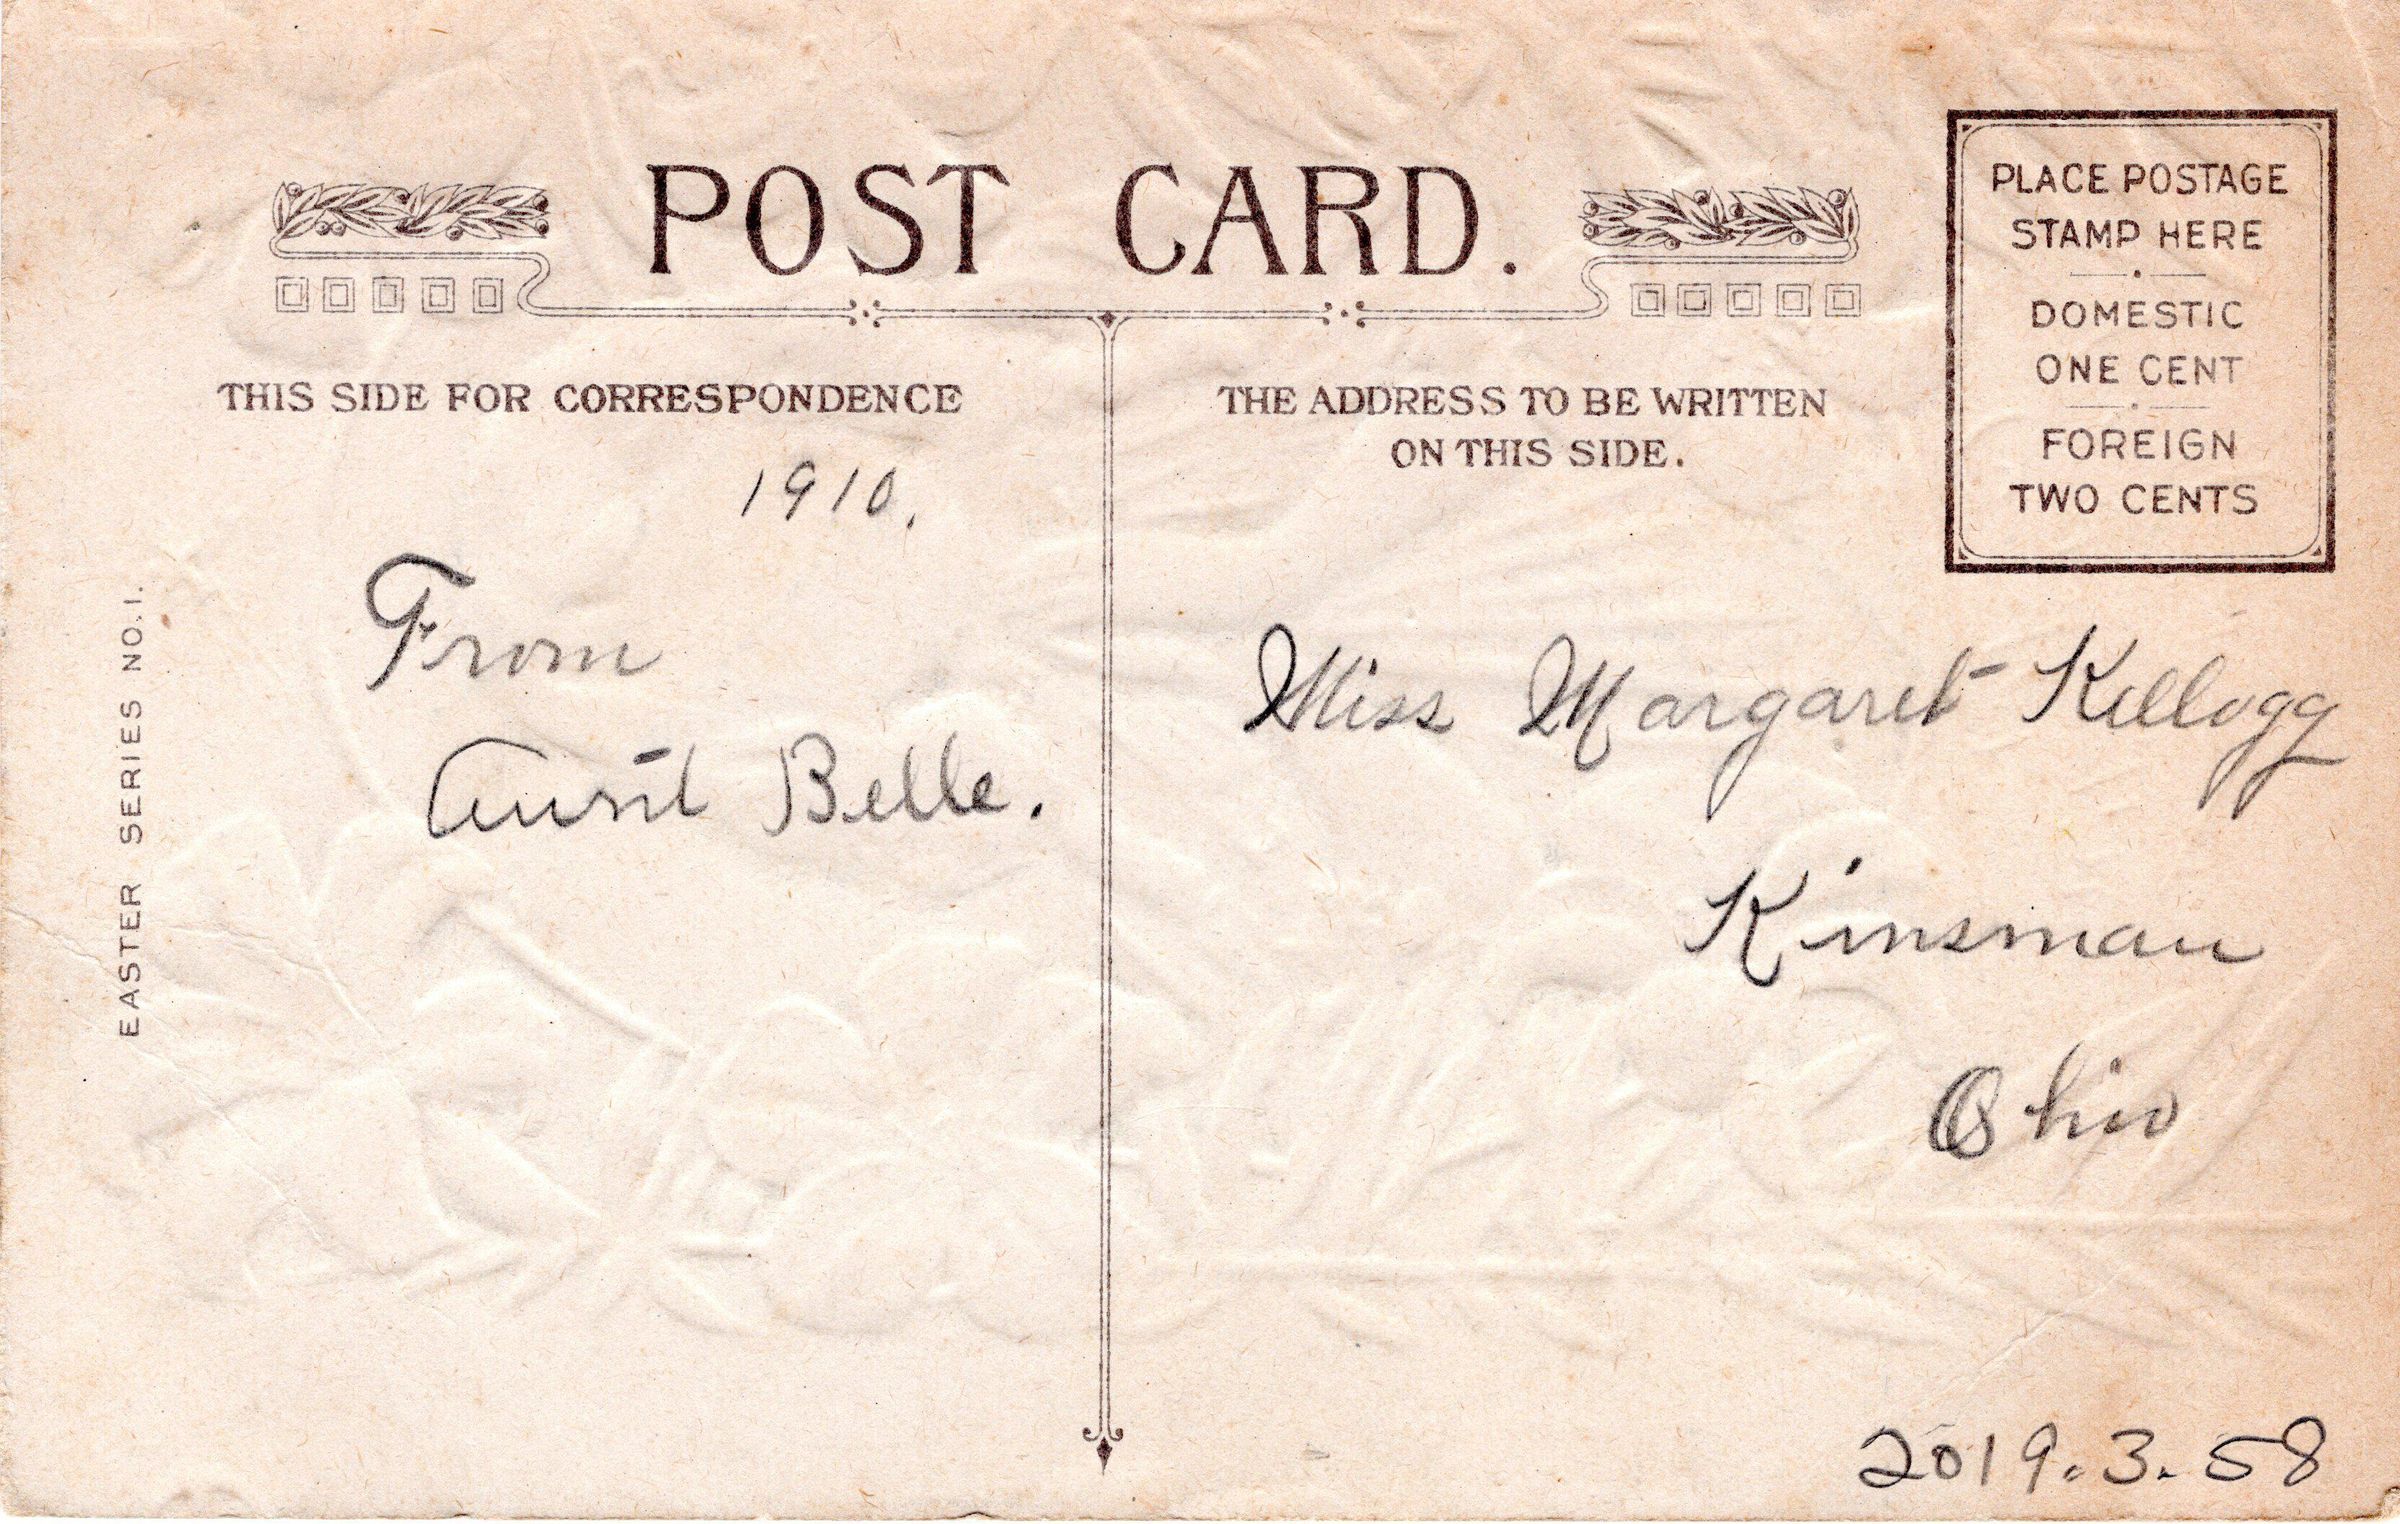 POST CARD.
PLACE POSTAGE
STAMP HERE
DOMESTIC
ONE CENT
FOREIGN
TWO CENTS
THIS SIDE FOR CORRESPONDENCE
THE ADDRESS TO BE WRITTEN
ON THIS SIDE.
1910.
From
Aunt Belle.
Miss Margaret Kellogg
Kinsman
Ohio
EASTER SERIES NO. 1.
2019.3.58